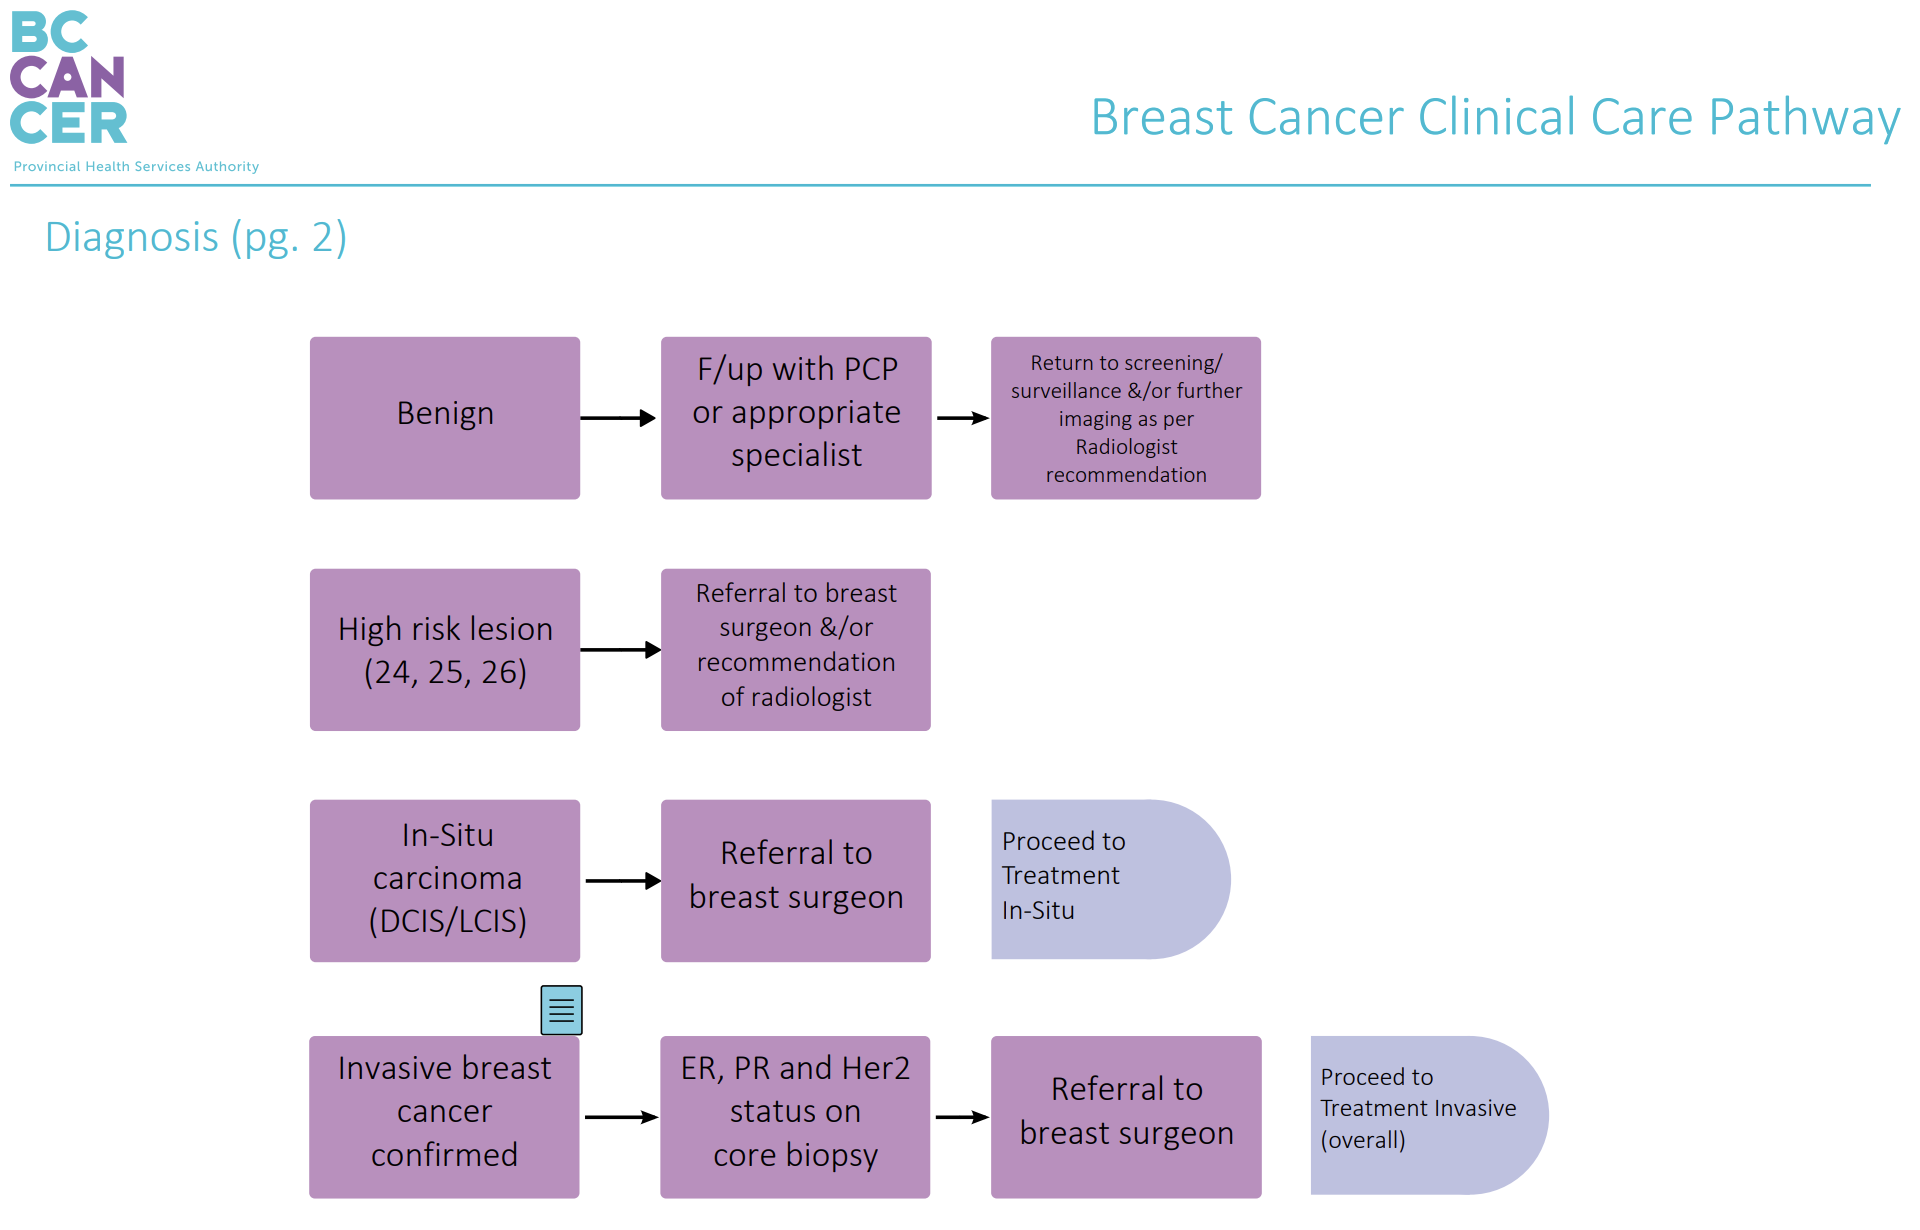 BC
CAN
CER
Provincial Health Services Authority
Breast Cancer Clinical Care Pathway
Diagnosis (pg. 2)
Benign
F/up with PCP
or appropriate
specialist
Return to screening/
surveillance &/or further
imaging as per
Radiologist
recommendation
High risk lesion
(24, 25, 26)
Referral to breast
surgeon &/or
recommendation
of radiologist
In-Situ
carcinoma
(DCIS/LCIS)
Referral to
breast surgeon
Proceed to
Treatment
In-Situ
Invasive breast
cancer
confirmed
ER, PR and Her2
status on
core biopsy
Referral to
breast surgeon
Proceed to
Treatment Invasive
(overall)